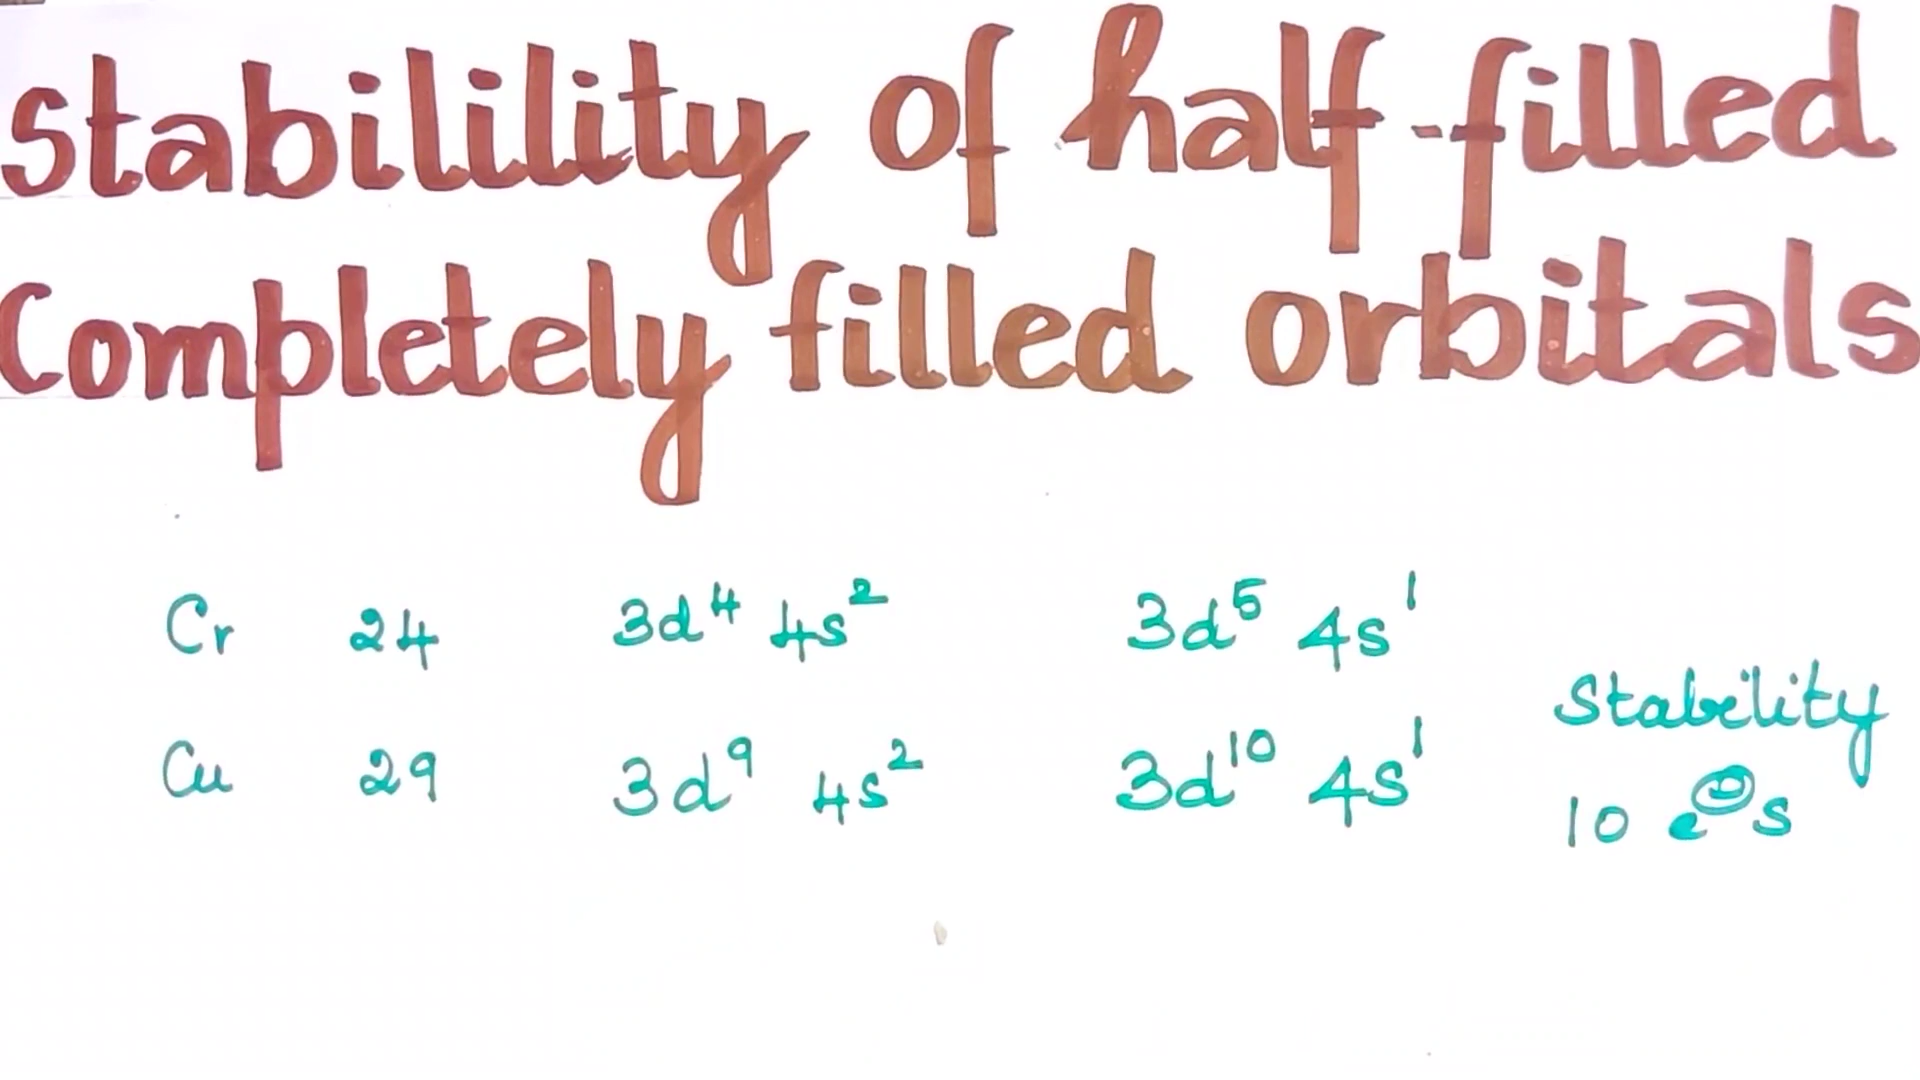 Stabilility of half-filled
Completely filled orbitals
Cr 24 3d⁴ 4s² 3d⁵ 4s¹
Cu 29 3d⁹ 4s² 3d¹⁰ 4s¹
Stability
10 e⊖s